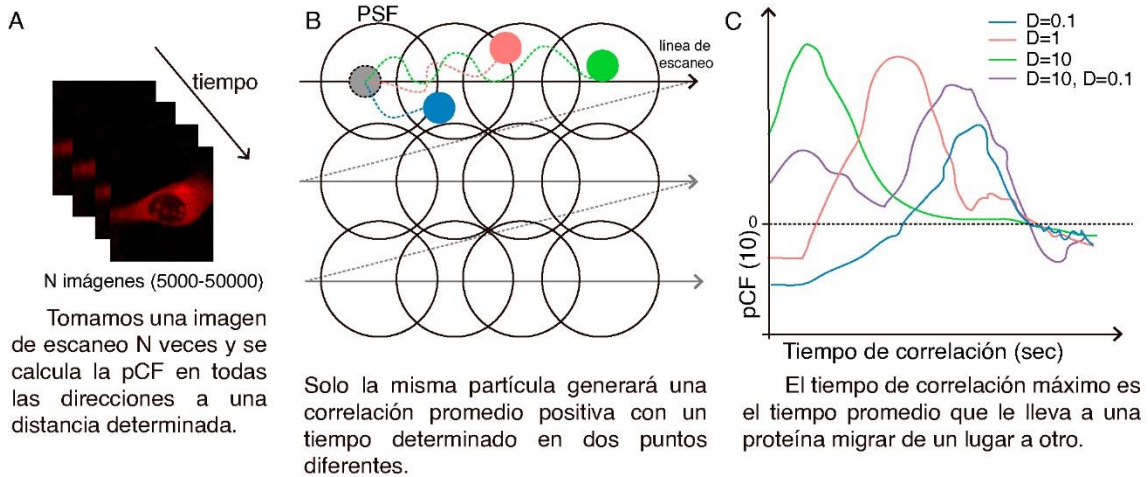 A
tiempo
N imágenes (5000-50000)
Tomamos una imagen
de escaneo N veces y se
calcula la pCF en todas
las direcciones a una
distancia determinada.
B
PSF
línea de
escaneo
Solo la misma partícula generará una
correlación promedio positiva con un
tiempo determinado en dos puntos
diferentes.
C
D=0.1
D=1
D=10
D=10, D=0.1
0
pCF (10)
Tiempo de correlación (sec)
El tiempo de correlación máximo es
el tiempo promedio que le lleva a una
proteína migrar de un lugar a otro.